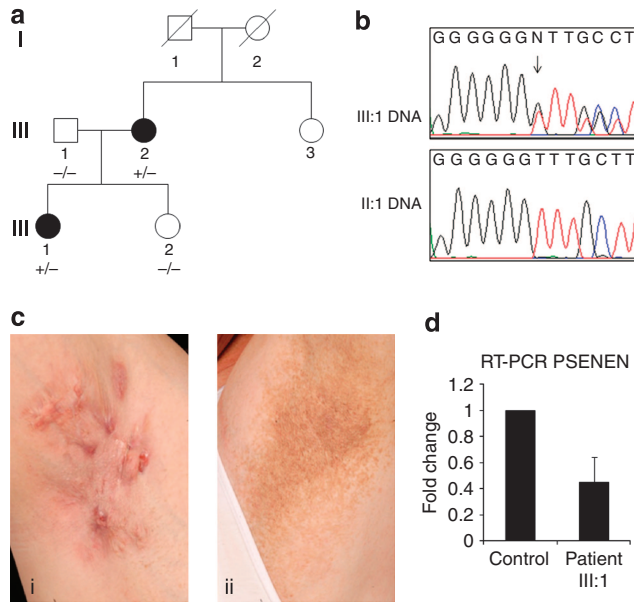 a
I
1
2
III
1
2
3
–/–
+/–
III
1
2
+/–
–/–
b
G G G G G G N T T G C C T
III:1 DNA
G G G G G G T T T G C T T
II:1 DNA
c
i
ii
d
RT-PCR PSENEN
Fold change
1.2
1
0.8
0.6
0.4
0.2
0
Control
Patient
III:1